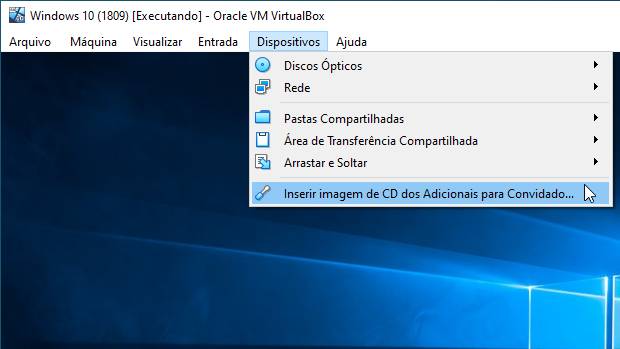 Windows 10 (1809) [Executando] - Oracle VM VirtualBox
Arquivo Máquina Visualizar Entrada Dispositivos Ajuda
Discos Ópticos
Rede
Pastas Compartilhadas
Área de Transferência Compartilhada
Arrastar e Soltar
Inserir imagem de CD dos Adicionais para Convidado...